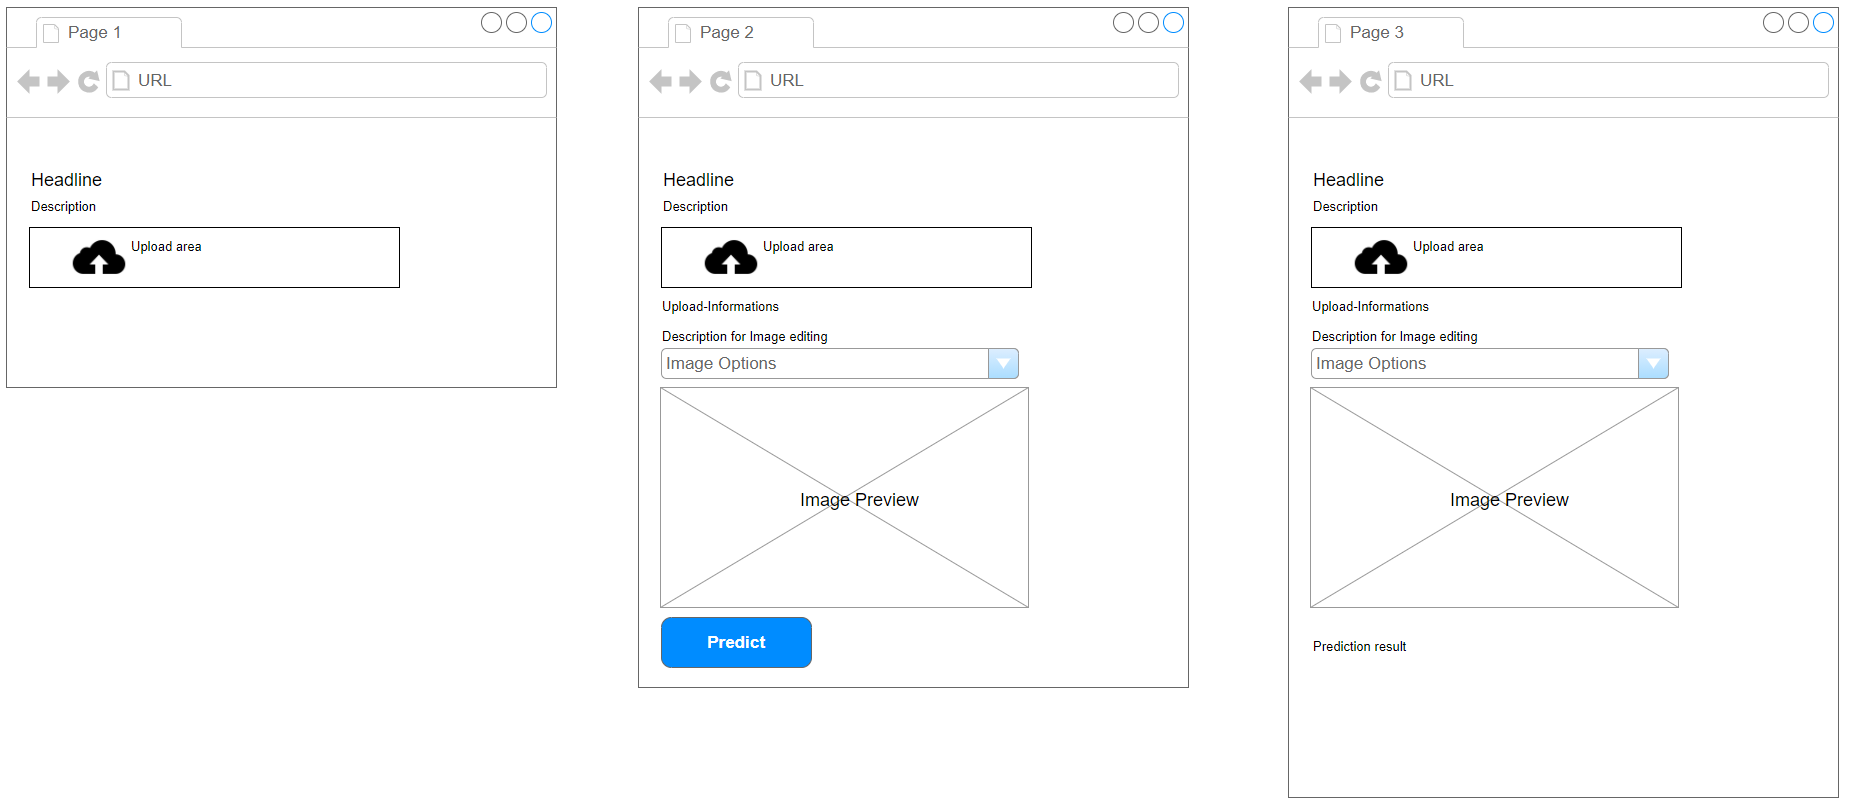 Page 1
URL
Headline
Description
Upload area
Page 2
URL
Headline
Description
Upload area
Upload-Informations
Description for Image editing
Image Options
Image Preview
Predict
Page 3
URL
Headline
Description
Upload area
Upload-Informations
Description for Image editing
Image Options
Image Preview
Prediction result